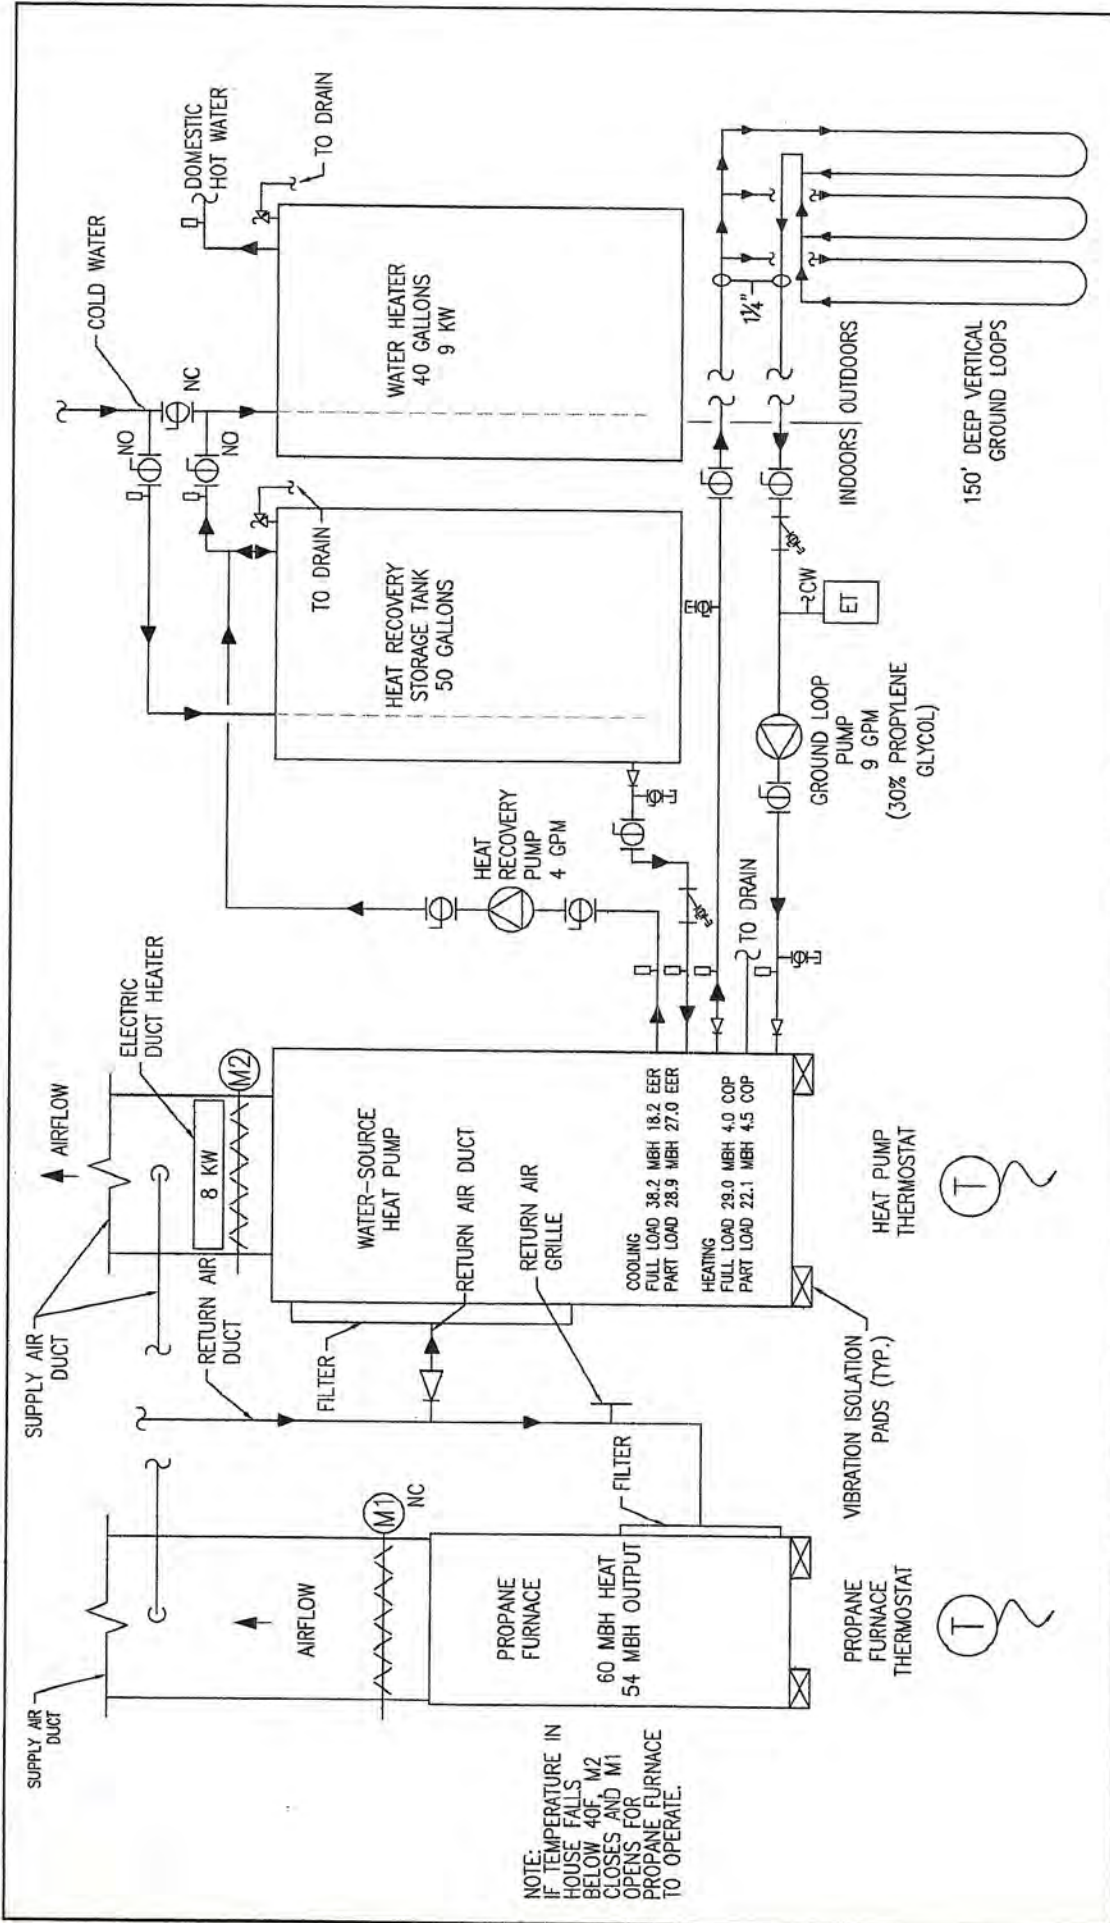 SUPPLY AIR
DUCT
AIRFLOW
M1
NC
PROPANE
FURNACE
60 MBH HEAT
54 MBH OUTPUT
FILTER
NOTE:
IF TEMPERATURE IN
HOUSE FALLS
BELOW 40F, M2
CLOSES AND M1
OPENS FOR
PROPANE FURNACE
TO OPERATE.
PROPANE
FURNACE
THERMOSTAT
T
SUPPLY AIR
DUCT
RETURN AIR
DUCT
AIRFLOW
ELECTRIC
DUCT HEATER
8 KW
M2
FILTER
WATER-SOURCE
HEAT PUMP
RETURN AIR DUCT
RETURN AIR
GRILLE
COOLING
FULL LOAD 38.2 MBH 18.2 EER
PART LOAD 28.9 MBH 27.0 EER
HEATING
FULL LOAD 29.0 MBH 4.0 COP
PART LOAD 22.1 MBH 4.5 COP
VIBRATION ISOLATION
PADS (TYP.)
HEAT PUMP
THERMOSTAT
T
HEAT
RECOVERY
PUMP
4 GPM
TO DRAIN
GROUND LOOP
PUMP
9 GPM
(30% PROPYLENE
GLYCOL)
COLD WATER
NO
NC
NO
TO DRAIN
HEAT RECOVERY
STORAGE TANK
50 GALLONS
DOMESTIC
HOT WATER
TO DRAIN
WATER HEATER
40 GALLONS
9 KW
CW
ET
INDOORS
OUTDOORS
1¼"
150' DEEP VERTICAL
GROUND LOOPS